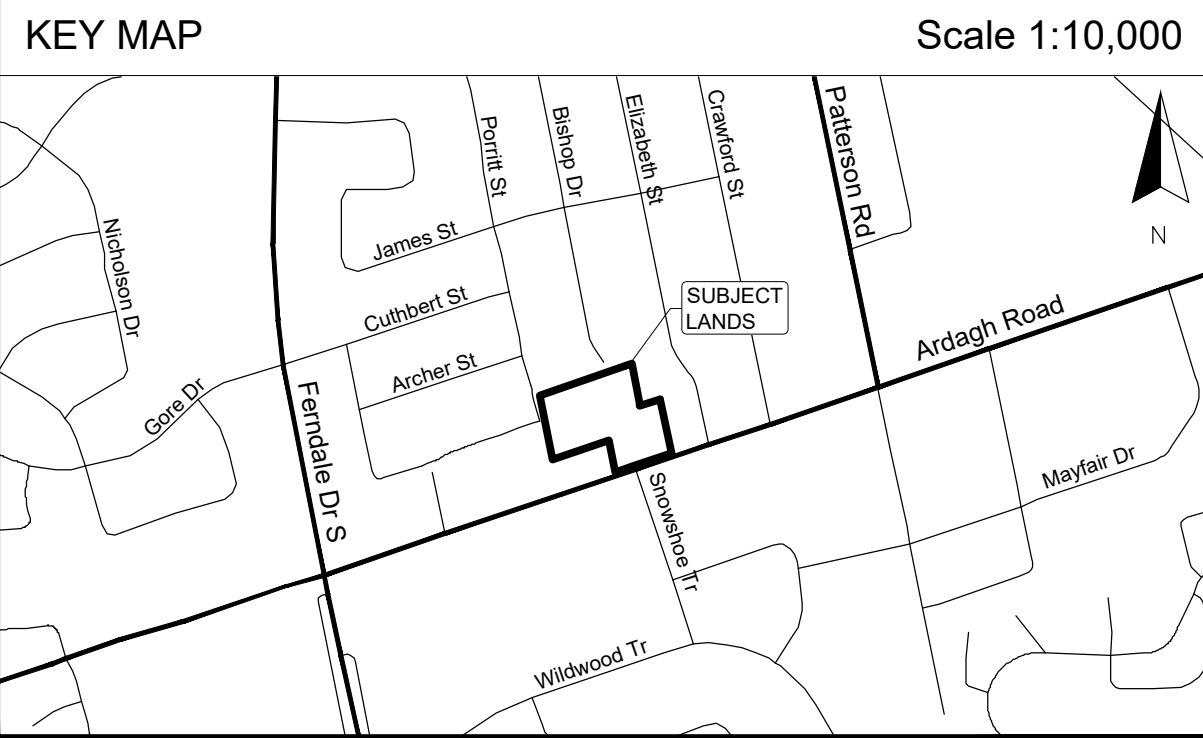 KEY MAP
Scale 1:10,000
Porritt St
Bishop Dr
Elizabeth St
Crawford St
Patterson Rd
N
Nicholson Dr
James St
Cuthbert St
SUBJECT
LANDS
Ardagh Road
Archer St
Gore Dr
Ferndale Dr S
Mayfair Dr
Snowshoe Tr
Wildwood Tr